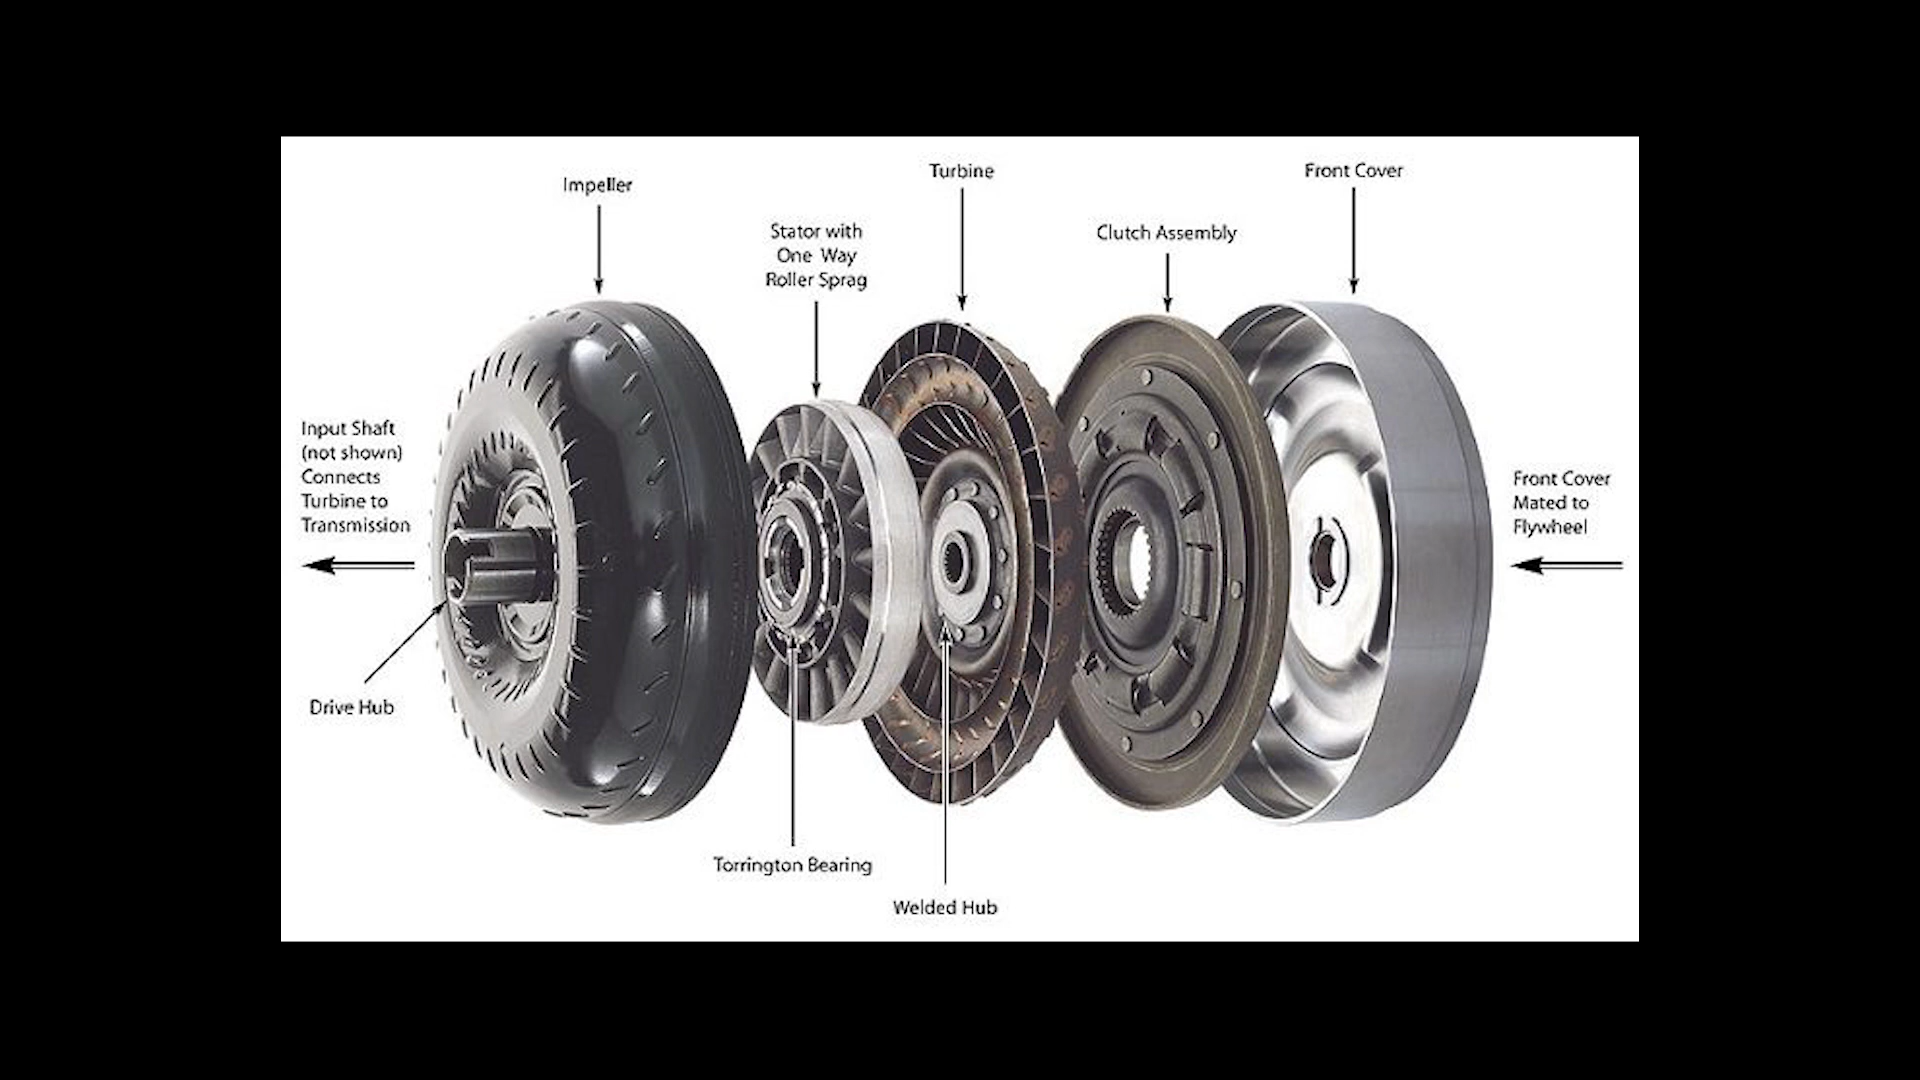 Impeller
Stator with
One Way
Roller Sprag
Turbine
Clutch Assembly
Front Cover
Input Shaft
(not shown)
Connects
Turbine to
Transmission
Front Cover
Mated to
Flywheel
Drive Hub
Torrington Bearing
Welded Hub